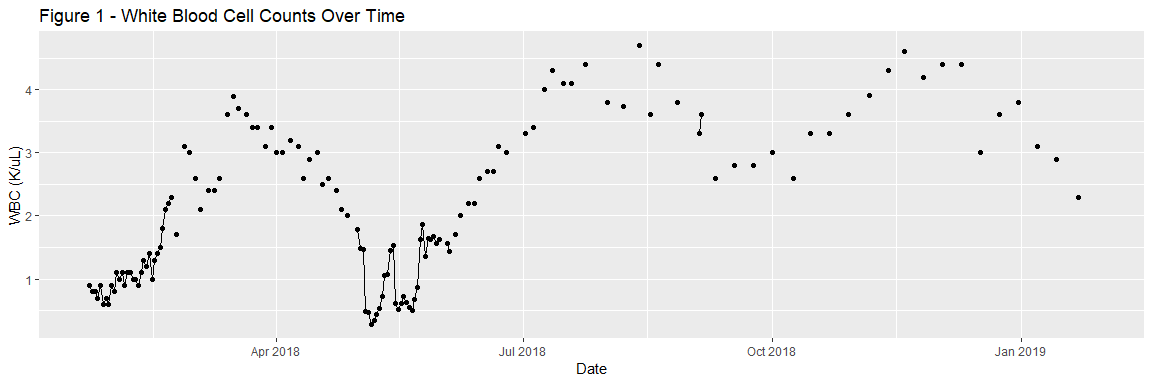 Figure 1 - White Blood Cell Counts Over Time
WBC (K/uL)
4
3
2
1
Apr 2018
Jul 2018
Oct 2018
Jan 2019
Date